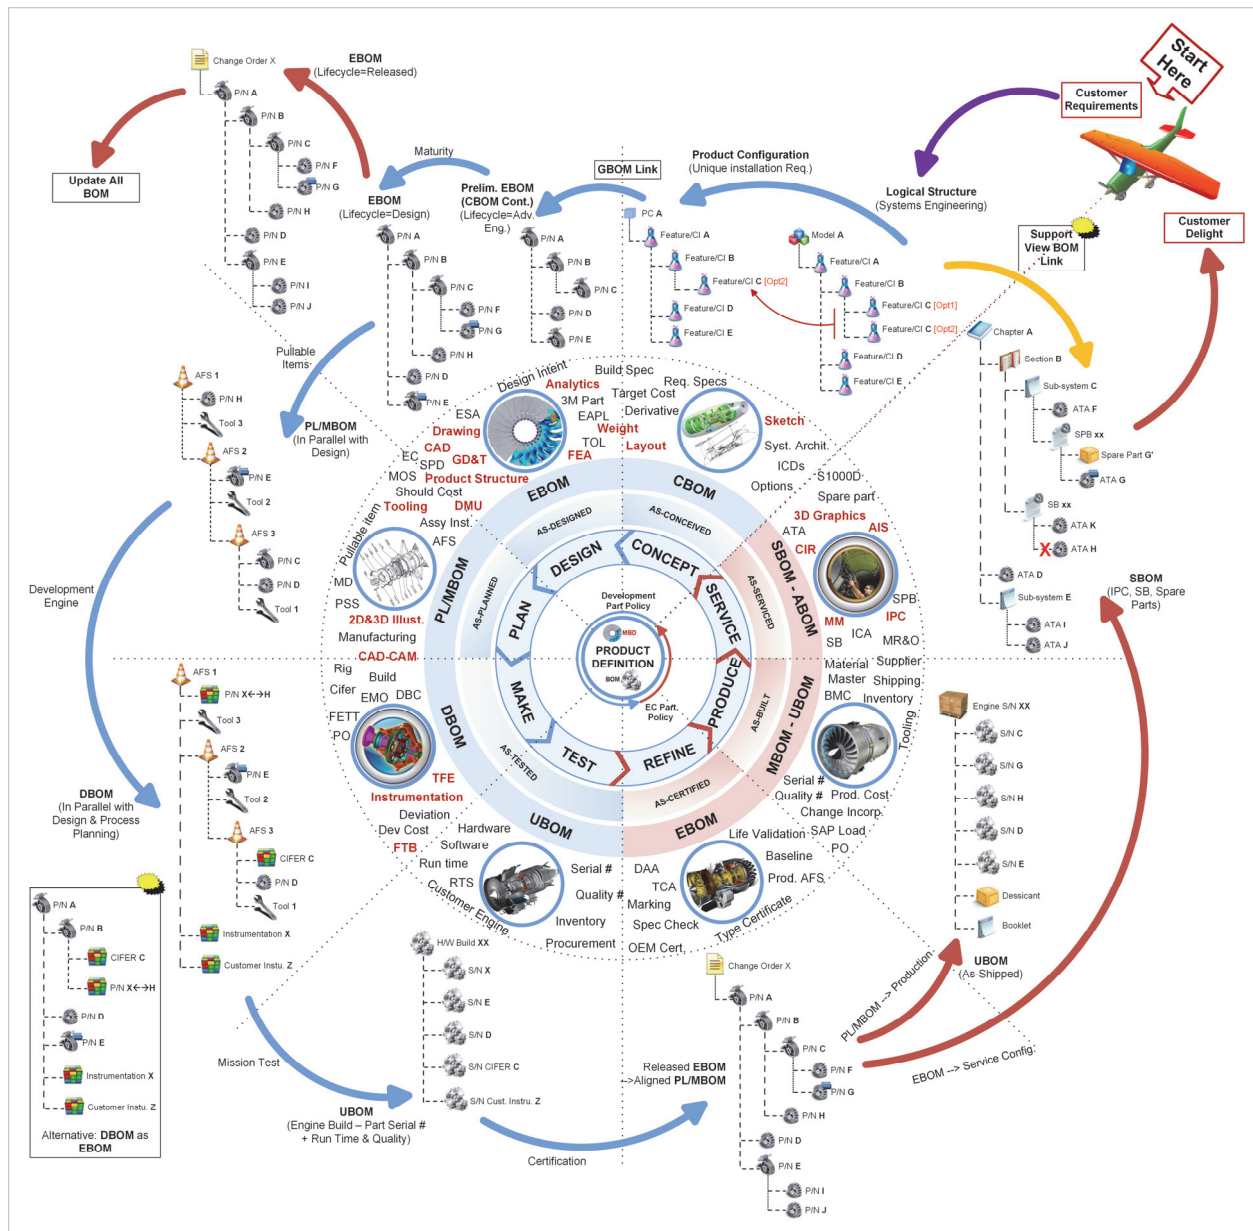 Start
Here
Customer
Requirements
Change Order X
EBOM
(Lifecycle=Released)
P/N A
P/N B
P/N C
P/N F
P/N G
P/N H
P/N D
P/N E
P/N I
P/N J
Update All
BOM
Maturity
EBOM
(Lifecycle=Design)
P/N A
P/N B
P/N C
P/N F
P/N G
P/N H
P/N D
P/N E
Prelim. EBOM
(CBOM Cont.)
(Lifecycle=Adv.
Eng.)
P/N A
P/N B
P/N C
P/N D
P/N E
GBOM Link
PC A
Feature/CI A
Feature/CI B
Feature/CI C [Opt2]
Feature/CI D
Feature/CI E
Product Configuration
(Unique installation Req.)
Model A
Feature/CI A
Feature/CI B
Feature/CI C [Opt1]
Feature/CI C [Opt2]
Feature/CI D
Feature/CI E
Logical Structure
(Systems Engineering)
Support
View BOM
Link
Customer
Delight
Chapter A
Section B
Sub-system C
ATA F
SPB xx
Spare Part G'
ATA G
SB xx
ATA K
X
ATA H
ATA D
Sub-system E
ATA I
ATA J
SBOM
(IPC, SB, Spare
Parts)
Pullable
Items
AFS 1
P/N H
Tool 3
AFS 2
P/N E
Tool 2
AFS 3
P/N C
P/N D
Tool 1
PL/MBOM
(In Parallel with
Design)
Development
Engine
Design Intent
Analytics
3M Part
EAPL
TOL
FEA
ESA
Drawing
CAD
GD&T
EC
SPD
MOS
Product Structure
Should Cost
Tooling
DMU
Assy Inst.
AFS
Build Spec
Target Cost
Req. Specs
Derivative
Weight
Layout
Sketch
Syst. Archit.
ICDs
Options
S1000D
Spare part
3D Graphics
ATA
AIS
CIR
SPB
MM
IPC
SB
ICA
MR&O
Pullable item
MD
PSS
2D&3D Illust.
Manufacturing
CAD-CAM
EBOM
CBOM
PL/MBOM
SBOM - ABOM
DBOM
MBOM - UBOM
UBOM
EBOM
AS-DESIGNED
AS-CONCEIVED
AS-PLANNED
AS-SERVICED
AS-TESTED
AS-BUILT
AS-CERTIFIED
DESIGN
CONCEPT
PLAN
SERVICE
MAKE
PRODUCE
TEST
REFINE
Development
Part Policy
MBD
PRODUCT
DEFINITION
BOM
EC Part.
Policy
Rig
Build
Cifer
EMO
DBC
FETT
PO
TFE
Instrumentation
Deviation
Dev Cost
FTB
Hardware
Software
Run time
RTS
Customer Engine
Serial #
Quality #
Inventory
Procurement
DAA
TCA
Marking
Spec Check
OEM Cert.
Life Validation
Baseline
Prod. AFS
Type Certificate
Material
Master
BMC
Supplier
Shipping
Inventory
Tooling
Serial #
Quality #
Prod. Cost
Change Incorp.
SAP Load
PO
AFS 1
P/N X<->H
Tool 3
AFS 2
P/N E
Tool 2
AFS 3
CIFER C
P/N D
Tool 1
Instrumentation X
Customer Instu. Z
DBOM
(In Parallel with
Design & Process
Planning)
P/N A
P/N B
CIFER C
P/N X<->H
P/N D
P/N E
Instrumentation X
Customer Instu. Z
Alternative: DBOM as
EBOM
Mission Test
UBOM
(Engine Build – Part Serial #
+ Run Time & Quality)
H/W Build XX
S/N X
S/N E
S/N D
S/N CIFER C
S/N Cust. Instru. Z
Certification
Released EBOM
->Aligned PL/MBOM
Change Order X
P/N A
P/N B
P/N C
P/N F
P/N G
P/N H
P/N D
P/N E
P/N I
P/N J
PL/MBOM --> Production
EBOM --> Service Config.
Engine S/N XX
S/N C
S/N G
S/N H
S/N D
S/N E
Dessicant
Booklet
UBOM
(As-Shipped)